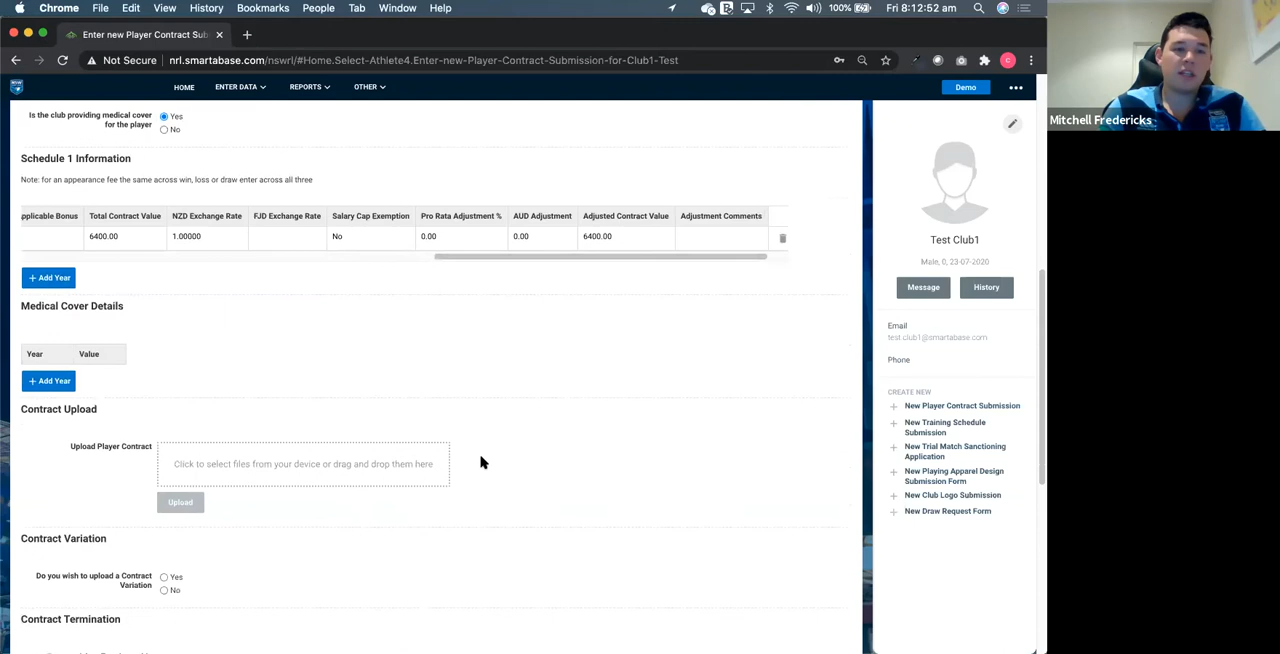 Chrome File Edit View History Bookmarks People Tab Window Help 100% Fri 8:12:52 am
Enter new Player Contract Sub
Not Secure nrl.smartabase.com/nswrl/#Home.Select-Athlete4.Enter-new-Player-Contract-Submission-for-Club1-Test
HOME ENTER DATA REPORTS OTHER Demo
Is the club providing medical cover for the player
Yes
No
Schedule 1 Information
Note: for an appearance fee the same across win, loss or draw enter across all three
pplicable Bonus Total Contract Value NZD Exchange Rate FJD Exchange Rate Salary Cap Exemption Pro Rata Adjustment % AUD Adjustment Adjusted Contract Value Adjustment Comments
6400.00 1.00000 No 0.00 0.00 6400.00
+ Add Year
Medical Cover Details
Year Value
+ Add Year
Contract Upload
Upload Player Contract
Click to select files from your device or drag and drop them here
Upload
Contract Variation
Do you wish to upload a Contract Variation
Yes
No
Contract Termination
Test Club1
Male, 0, 23-07-2020
Message History
Email
test.club1@smartabase.com
Phone
CREATE NEW
New Player Contract Submission
New Training Schedule
Submission
New Trial Match Sanctioning
Application
New Playing Apparel Design
Submission Form
New Club Logo Submission
New Draw Request Form
Mitchell Fredericks